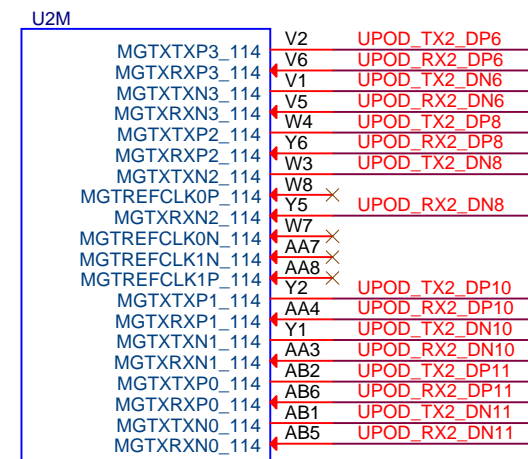 U2M
MGTXTXP3_114 V2 UPOD_TX2_DP6
MGTXRXP3_114 V6 UPOD_RX2_DP6
MGTXTXN3_114 V1 UPOD_TX2_DN6
MGTXRXN3_114 V5 UPOD_RX2_DN6
MGTXTXP2_114 W4 UPOD_TX2_DP8
MGTXRXP2_114 Y6 UPOD_RX2_DP8
MGTXTXN2_114 W3 UPOD_TX2_DN8
MGTREFCLK0P_114 W8
MGTXRXN2_114 Y5 UPOD_RX2_DN8
MGTREFCLK0N_114 W7
MGTREFCLK1N_114 AA7
MGTREFCLK1P_114 AA8
MGTXTXP1_114 Y2 UPOD_TX2_DP10
MGTXRXP1_114 AA4 UPOD_RX2_DP10
MGTXTXN1_114 Y1 UPOD_TX2_DN10
MGTXRXN1_114 AA3 UPOD_RX2_DN10
MGTXTXP0_114 AB2 UPOD_TX2_DP11
MGTXRXP0_114 AB6 UPOD_RX2_DP11
MGTXTXN0_114 AB1 UPOD_TX2_DN11
MGTXRXN0_114 AB5 UPOD_RX2_DN11